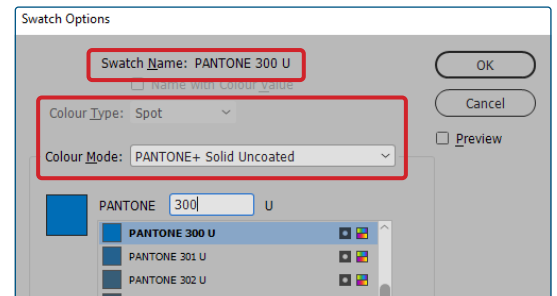 Swatch Options
Swatch Name: PANTONE 300 U
Name with Colour Value
Colour Type: Spot
Colour Mode: PANTONE+ Solid Uncoated
OK
Cancel
Preview
PANTONE 300 U
PANTONE 300 U
PANTONE 301 U
PANTONE 302 U